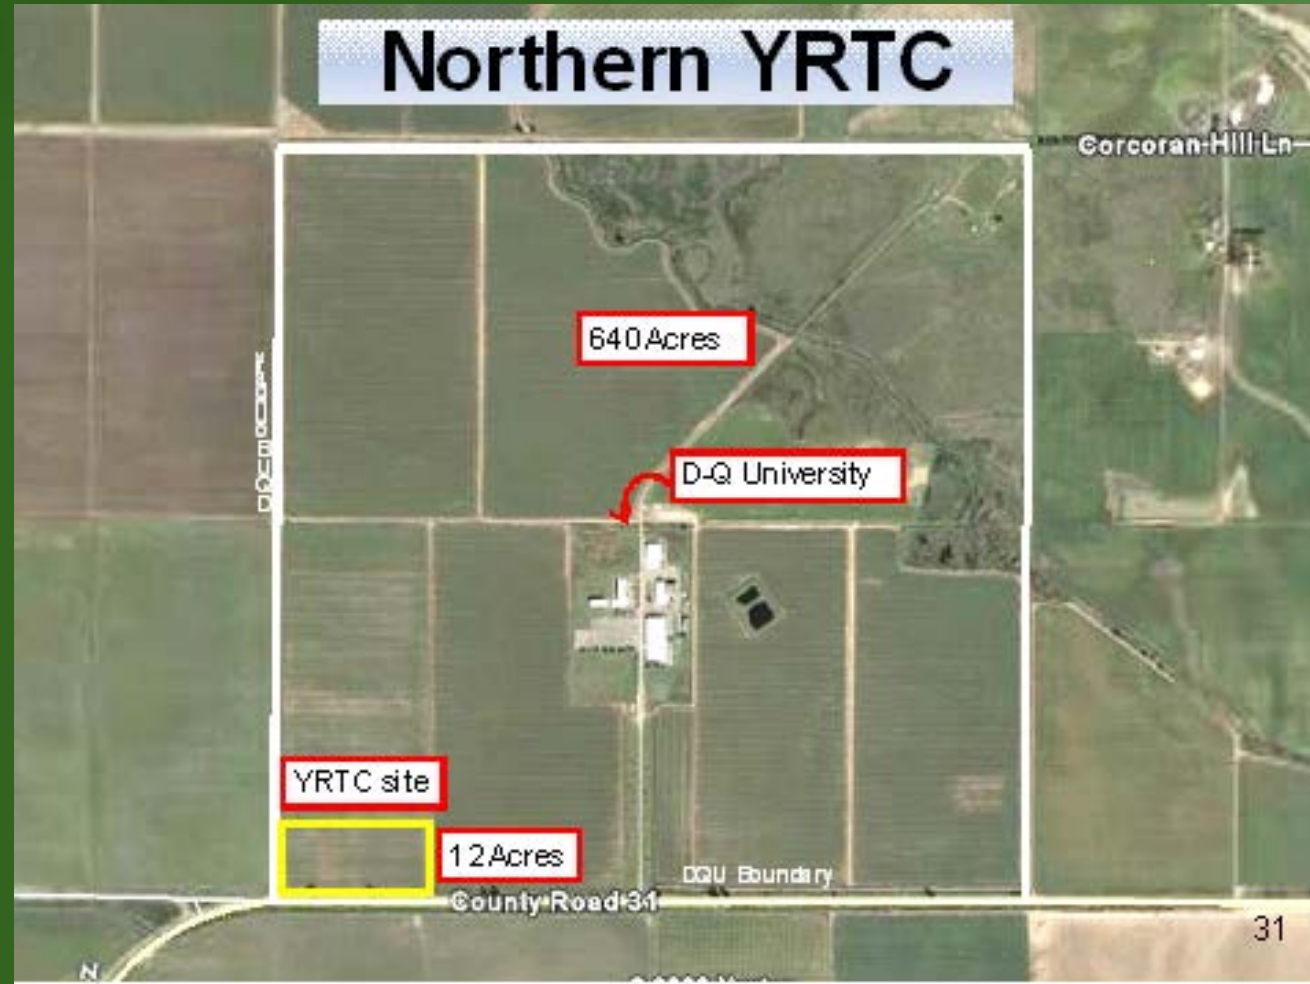 Northern YRTC
Corcoran Hill Ln
640 Acres
D-Q University
YRTC site
12 Acres
DQU Boundary
County Road 31
31
N